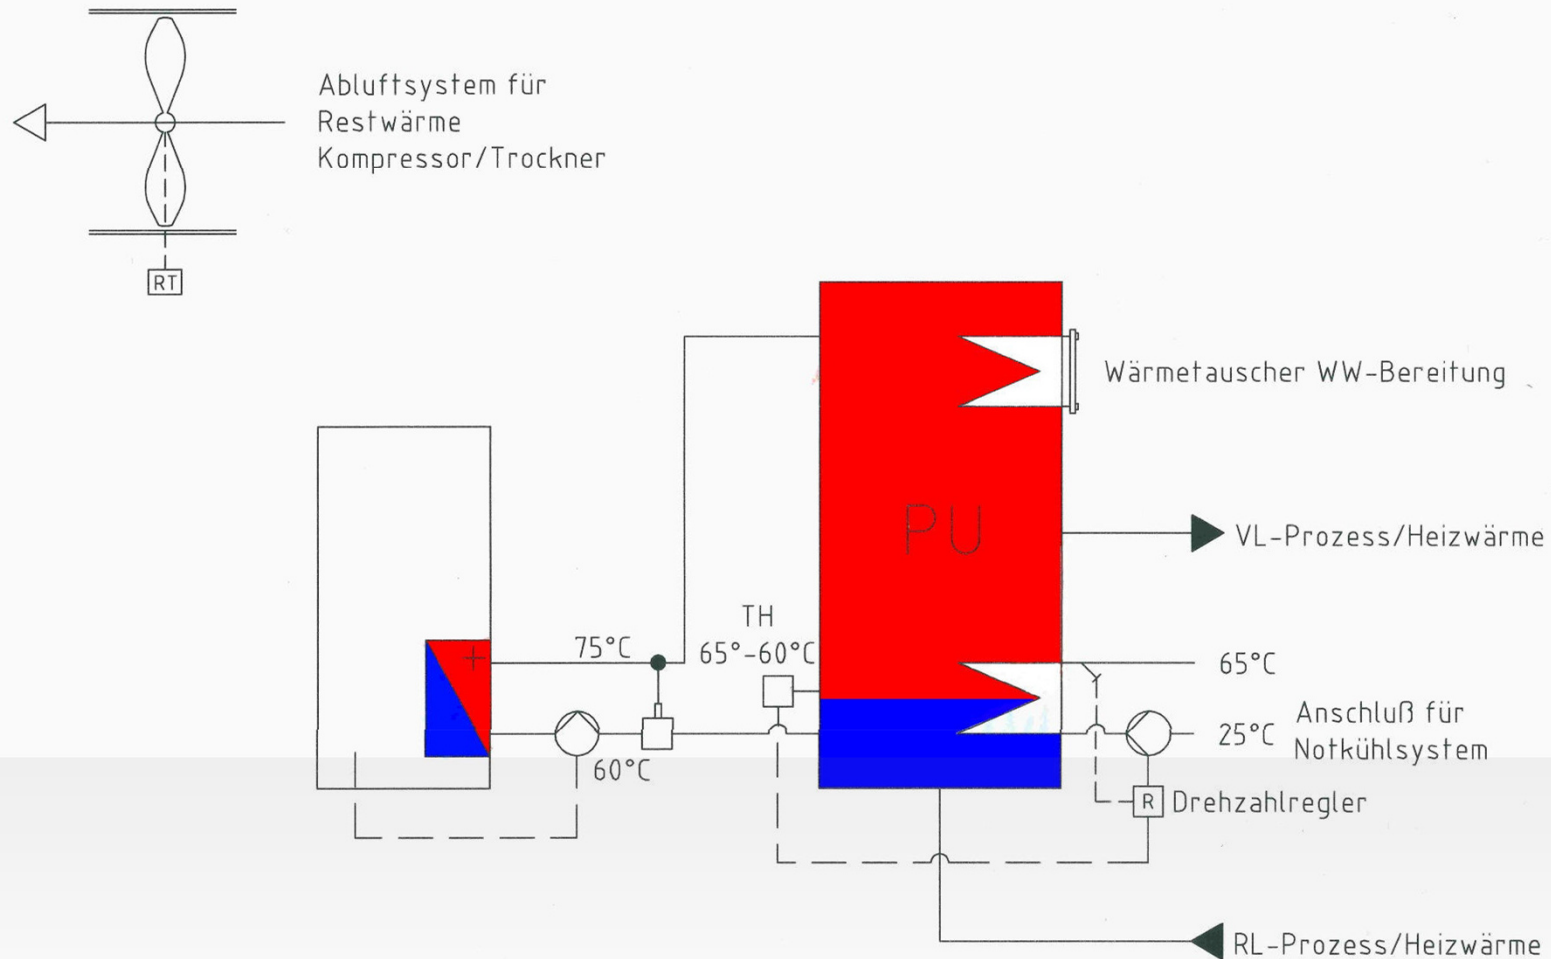 Abluftsystem für
Restwärme
Kompressor/Trockner
RT
Wärmetauscher WW-Bereitung
PU
VL-Prozess/Heizwärme
TH
65°-60°C
75°C
65°C
60°C
25°C
Anschluß für
Notkühlsystem
R
Drehzahlregler
RL-Prozess/Heizwärme